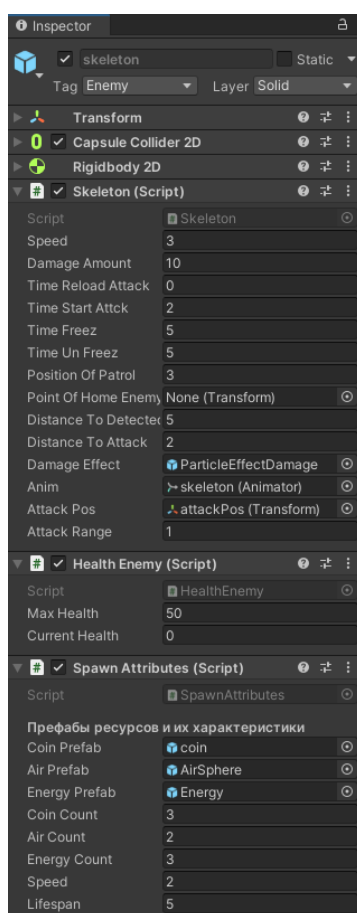 Inspector
skeleton Static
Tag Enemy Layer Solid
Transform
Capsule Collider 2D
Rigidbody 2D
# Skeleton (Script)
Script Skeleton
Speed 3
Damage Amount 10
Time Reload Attack 0
Time Start Attck 2
Time Freez 5
Time Un Freez 5
Position Of Patrol 3
Point Of Home Enemy None (Transform)
Distance To Detected 5
Distance To Attack 2
Damage Effect ParticleEffectDamage
Anim skeleton (Animator)
Attack Pos attackPos (Transform)
Attack Range 1
# Health Enemy (Script)
Script HealthEnemy
Max Health 50
Current Health 0
# Spawn Attributes (Script)
Script SpawnAttributes
Префабы ресурсов и их характеристики
Coin Prefab coin
Air Prefab AirSphere
Energy Prefab Energy
Coin Count 3
Air Count 2
Energy Count 3
Speed 2
Lifespan 5